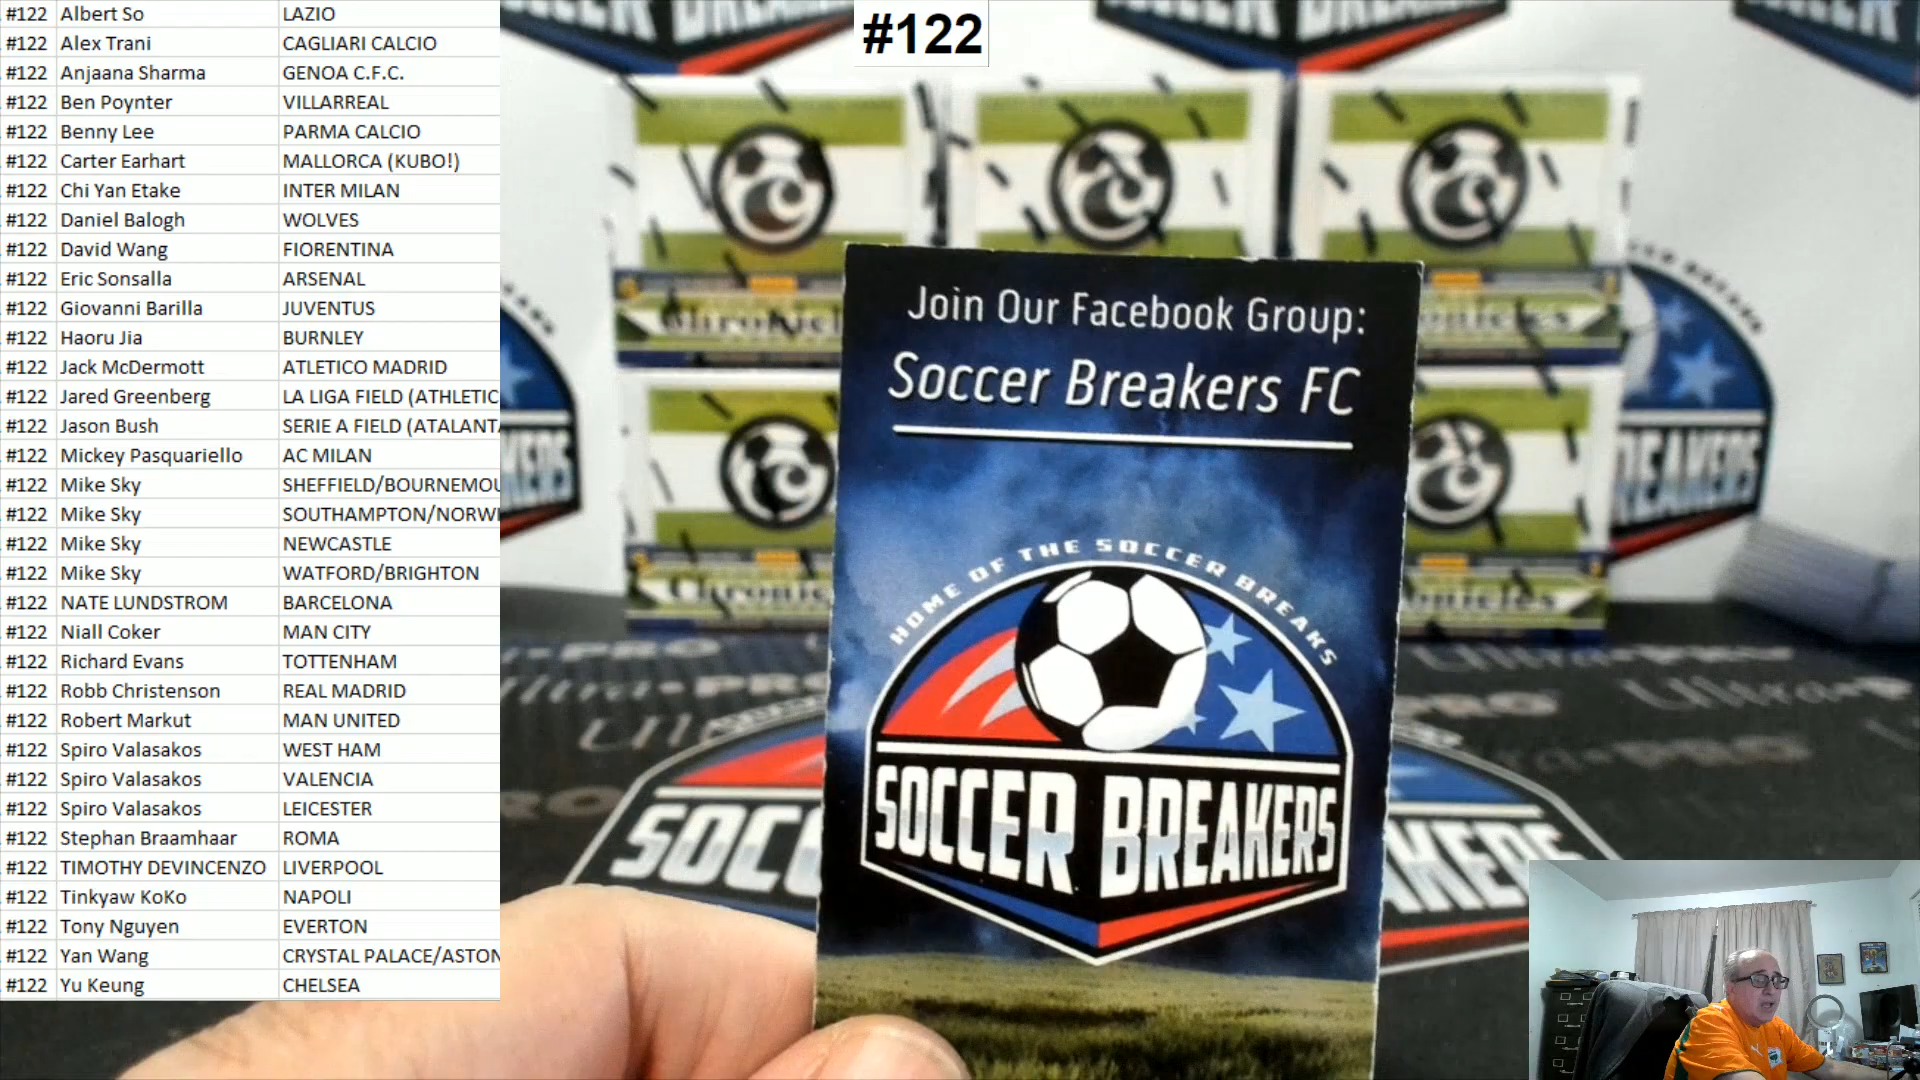 #122 Albert So LAZIO
#122 Alex Trani CAGLIARI CALCIO
#122 Anjaana Sharma GENOA C.F.C.
#122 Ben Poynter VILLARREAL
#122 Benny Lee PARMA CALCIO
#122 Carter Earhart MALLORCA (KUBO!)
#122 Chi Yan Etake INTER MILAN
#122 Daniel Balogh WOLVES
#122 David Wang FIORENTINA
#122 Eric Sonsalla ARSENAL
#122 Giovanni Barilla JUVENTUS
#122 Haoru Jia BURNLEY
#122 Jack McDermott ATLETICO MADRID
#122 Jared Greenberg LA LIGA FIELD (ATHLETIC
#122 Jason Bush SERIE A FIELD (ATALANTA
#122 Mickey Pasquariello AC MILAN
#122 Mike Sky SHEFFIELD/BOURNEMOU
#122 Mike Sky SOUTHAMPTON/NORWI
#122 Mike Sky NEWCASTLE
#122 Mike Sky WATFORD/BRIGHTON
#122 NATE LUNDSTROM BARCELONA
#122 Niall Coker MAN CITY
#122 Richard Evans TOTTENHAM
#122 Robb Christenson REAL MADRID
#122 Robert Markut MAN UNITED
#122 Spiro Valasakos WEST HAM
#122 Spiro Valasakos VALENCIA
#122 Spiro Valasakos LEICESTER
#122 Stephan Braamhaar ROMA
#122 TIMOTHY DEVINCENZO LIVERPOOL
#122 Tinkyaw KoKo NAPOLI
#122 Tony Nguyen EVERTON
#122 Yan Wang CRYSTAL PALACE/ASTON
#122 Yu Keung CHELSEA
#122
Join Our Facebook Group:
Soccer Breakers FC
HOME OF THE SOCCER BREAKS
SOCCER BREAKERS